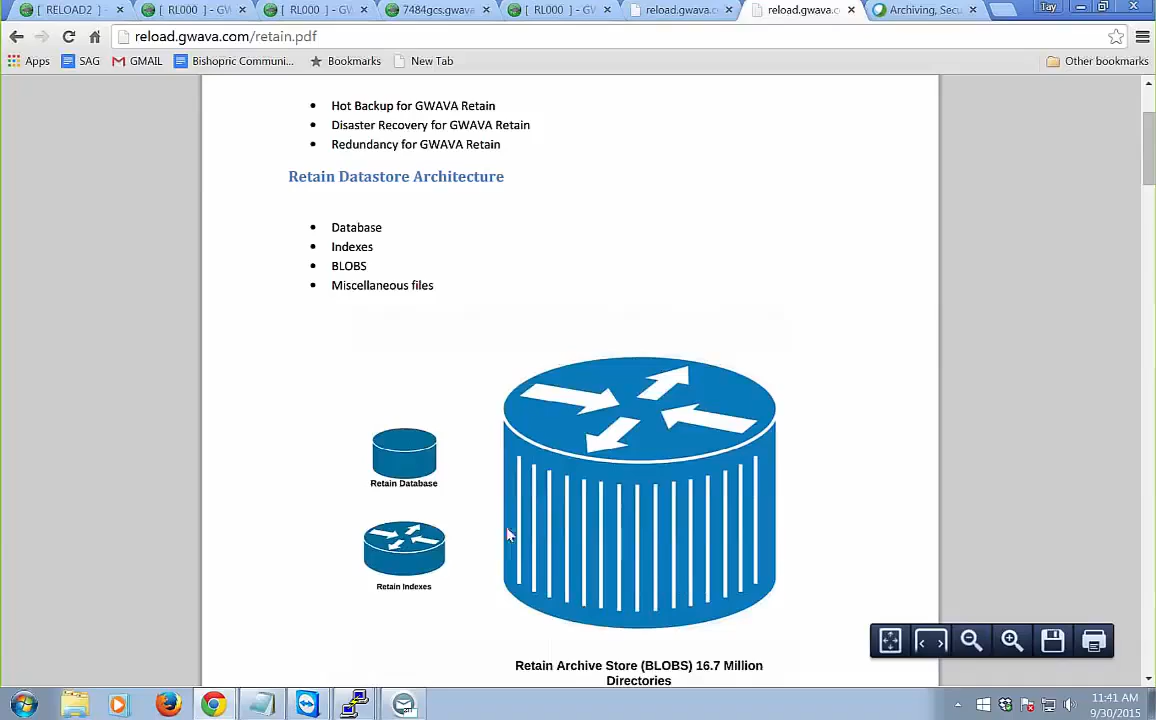 [ RELOAD2 ] -
[ RL000 ] - GW
[ RL000 ] - GW
7484gcs.gwava
[ RL000 ] - GW
reload.gwava.c
reload.gwava.c
Archiving, Secu
Tay
reload.gwava.com/retain.pdf
Apps
SAG
GMAIL
Bishopric Communi...
Bookmarks
New Tab
Other bookmarks
• Hot Backup for GWAVA Retain
• Disaster Recovery for GWAVA Retain
• Redundancy for GWAVA Retain
Retain Datastore Architecture
• Database
• Indexes
• BLOBS
• Miscellaneous files
Retain Database
Retain Indexes
Retain Archive Store (BLOBS) 16.7 Million
Directories
11:41 AM
9/30/2015